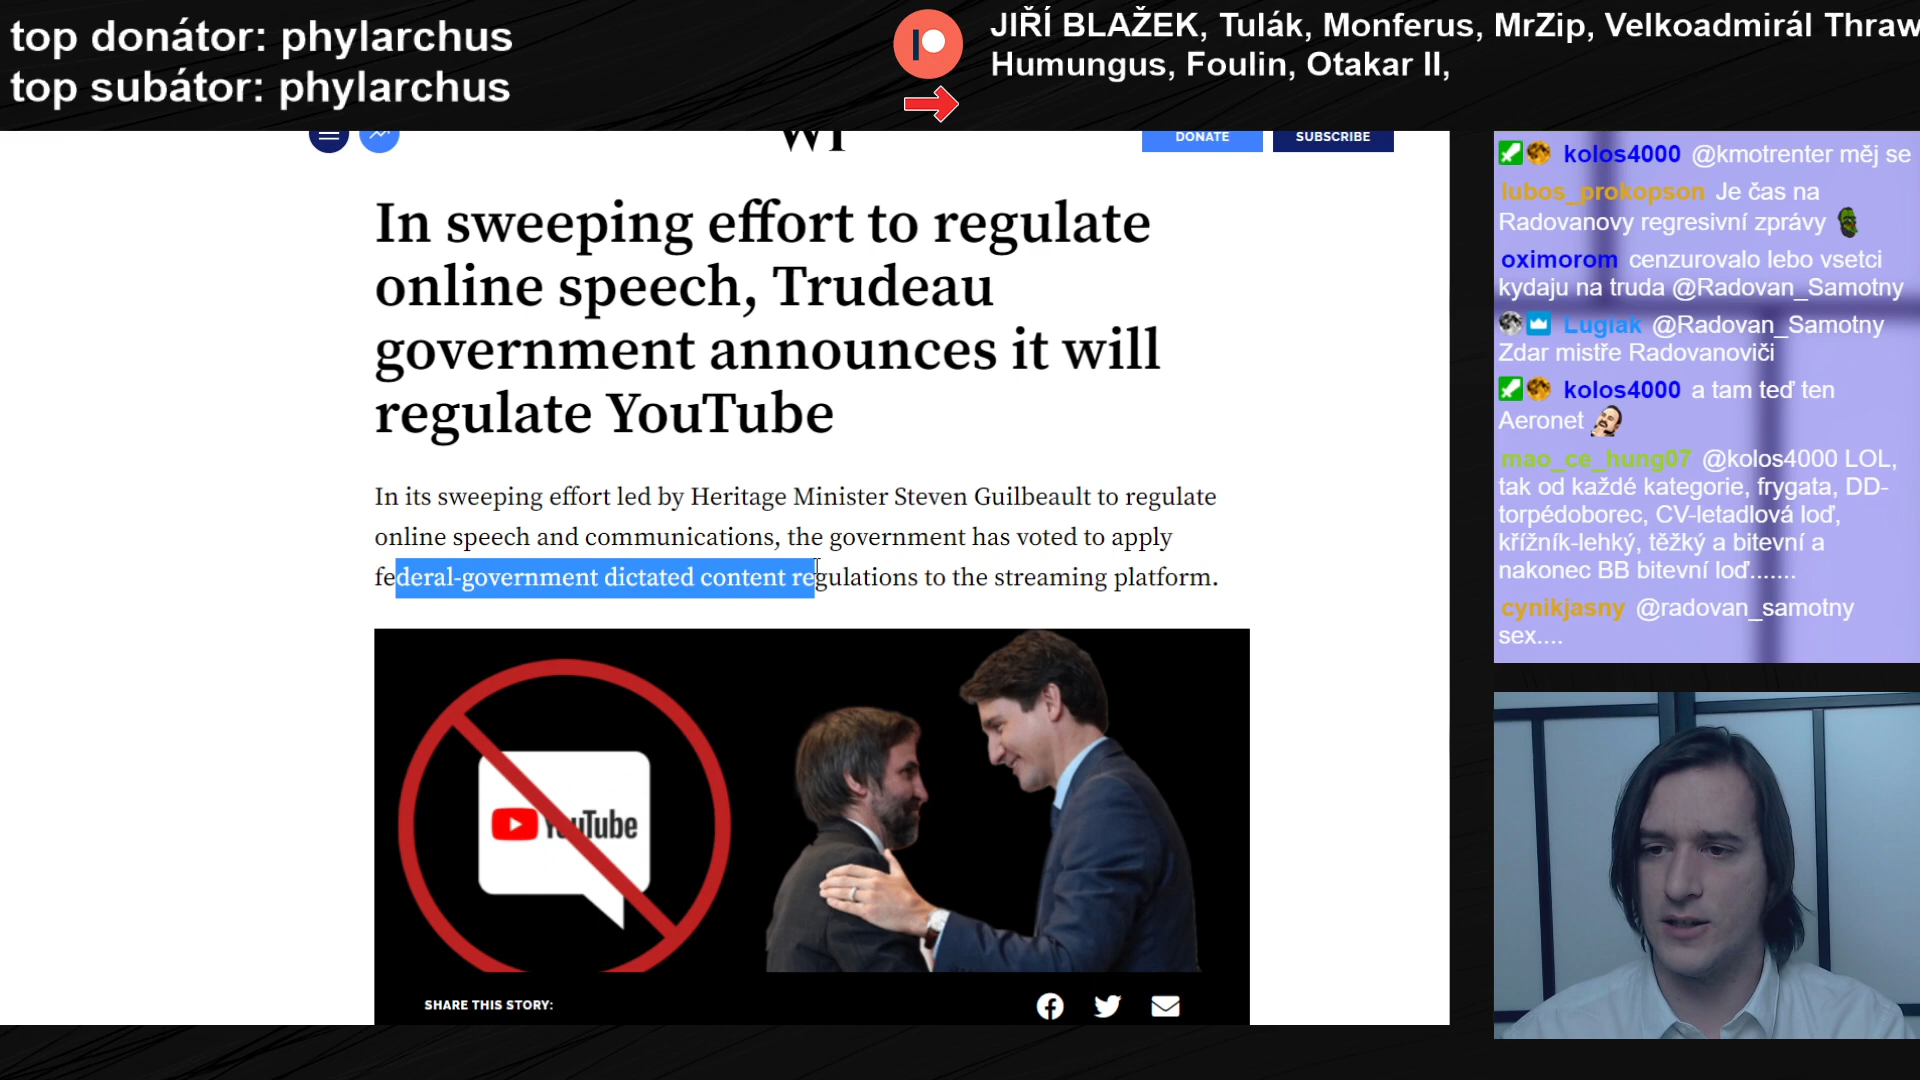 top donátor: phylarchus
top subátor: phylarchus
JIŘÍ BLAŽEK, Tulák, Monferus, MrZip, Velkoadmirál Thraw
Humungus, Foulin, Otakar II,
DONATE
SUBSCRIBE
In sweeping effort to regulate
online speech, Trudeau
government announces it will
regulate YouTube
In its sweeping effort led by Heritage Minister Steven Guilbeault to regulate
online speech and communications, the government has voted to apply
federal-government dictated content regulations to the streaming platform.
YouTube
SHARE THIS STORY:
kolos4000 @kmotrenter měj se
lubos_prokopson Je čas na
Radovanovy regresivní zprávy
oximorom cenzurovalo lebo vsetci
kydaju na truda @Radovan_Samotny
Lugiak @Radovan_Samotny
Zdar mistře Radovanoviči
kolos4000 a tam teď ten
Aeronet
mao_ce_hung07 @kolos4000 LOL,
tak od každé kategorie, frygata, DD-
torpédoborec, CV-letadlová loď,
křížník-lehký, těžký a bitevní a
nakonec BB bitevní loď.......
cynikjasny @radovan_samotny
sex....